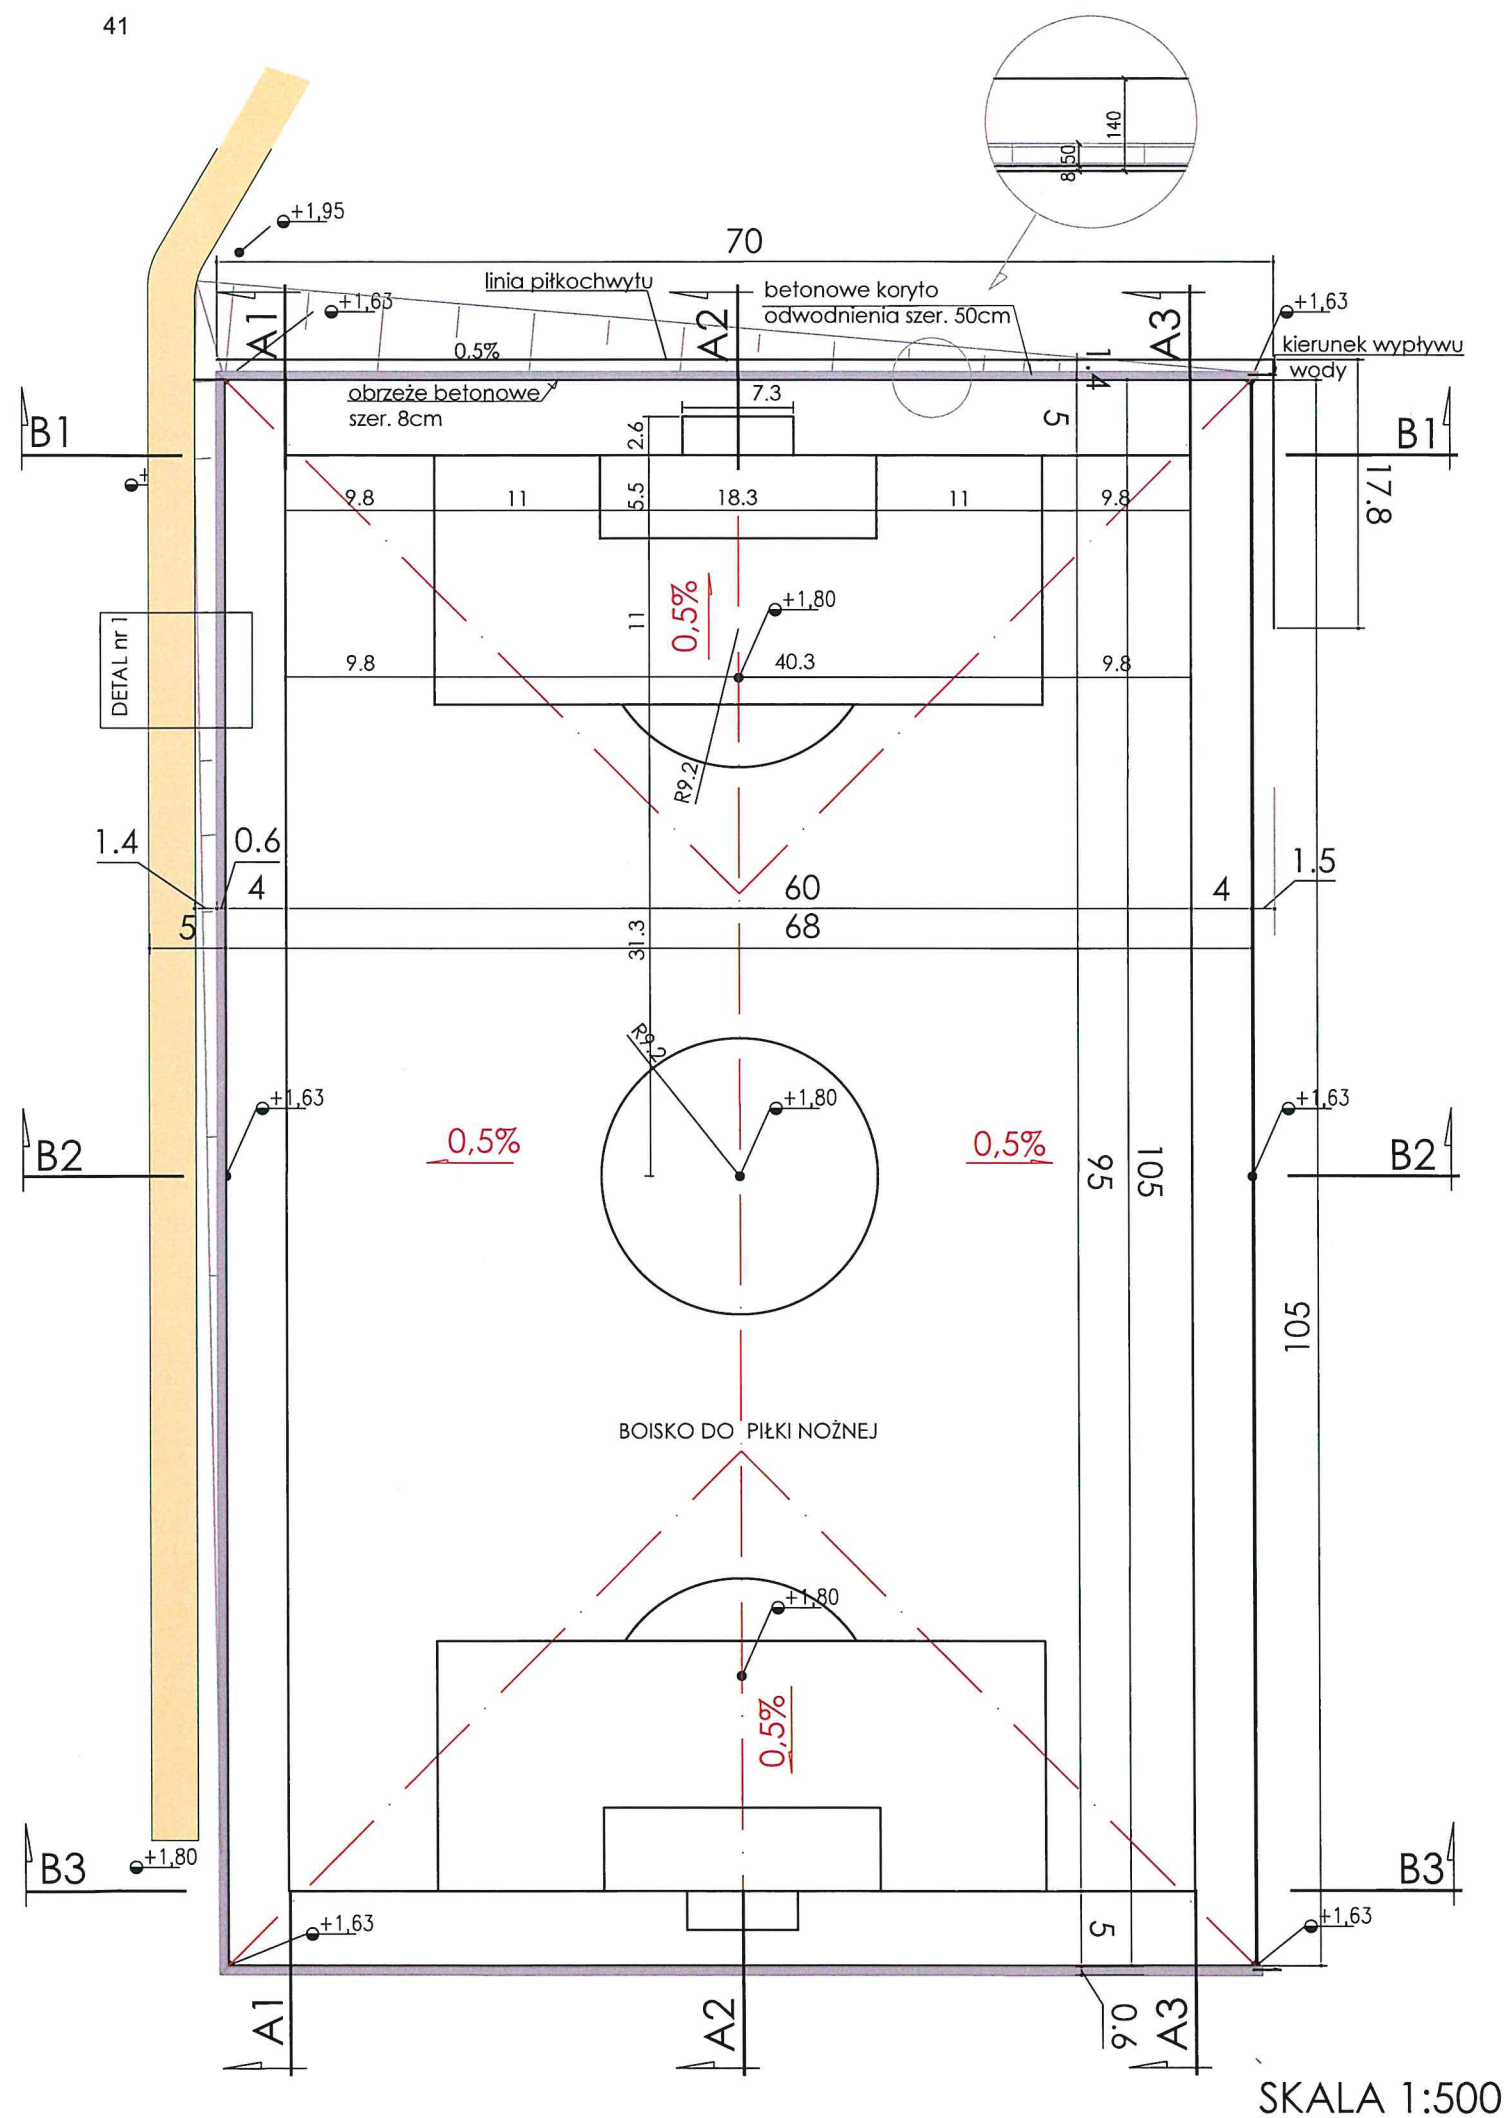 41
140
50
8
+1,95
70
linia piłkochwytu
betonowe koryto
odwodnienia szer. 50cm
+1,63
+1,63
A1
A2
A3
kierunek wypływu
wody
0,5%
1.4
obrzeże betonowe
szer. 8cm
7.3
5
2.6
B1
B1
17.8
9.8
11
5.5
18.3
11
9.8
+1,80
0,5%
11
DETAL nr 1
9.8
40.3
9.8
R9.2
1.4
0.6
4
60
4
1.5
5
68
31.3
R9.2
+1,63
+1,80
+1,63
B2
0,5%
0,5%
95
105
B2
105
BOISKO DO PIŁKI NOŻNEJ
+1,80
0,5%
B3
+1,80
B3
+1,63
5
+1,63
A1
A2
0.6
A3
SKALA 1:500